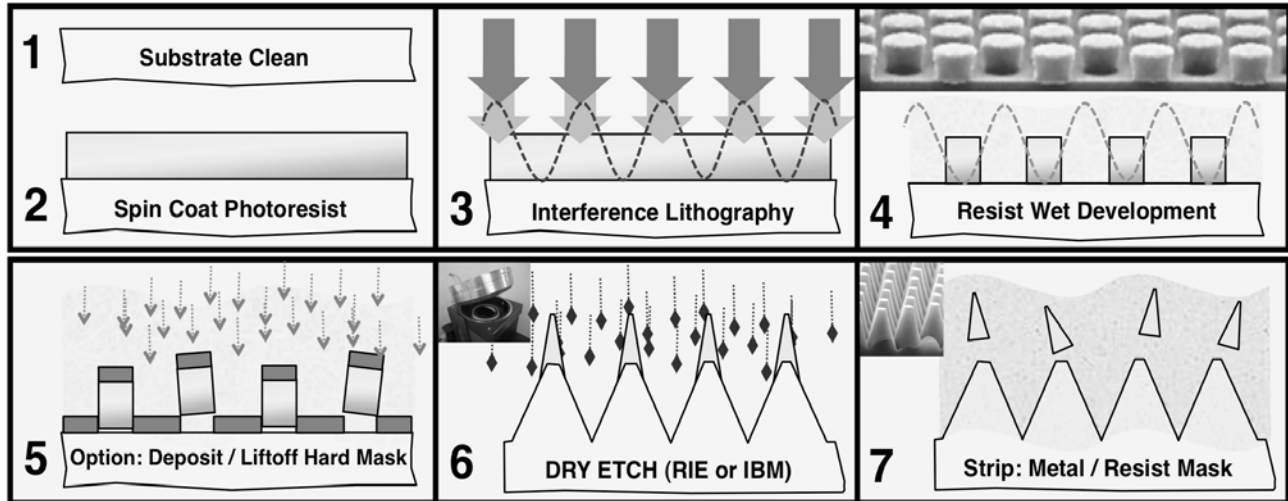 1
Substrate Clean
2
Spin Coat Photoresist
3
Interference Lithography
4
Resist Wet Development
5
Option: Deposit / Liftoff Hard Mask
6
DRY ETCH (RIE or IBM)
7
Strip: Metal / Resist Mask